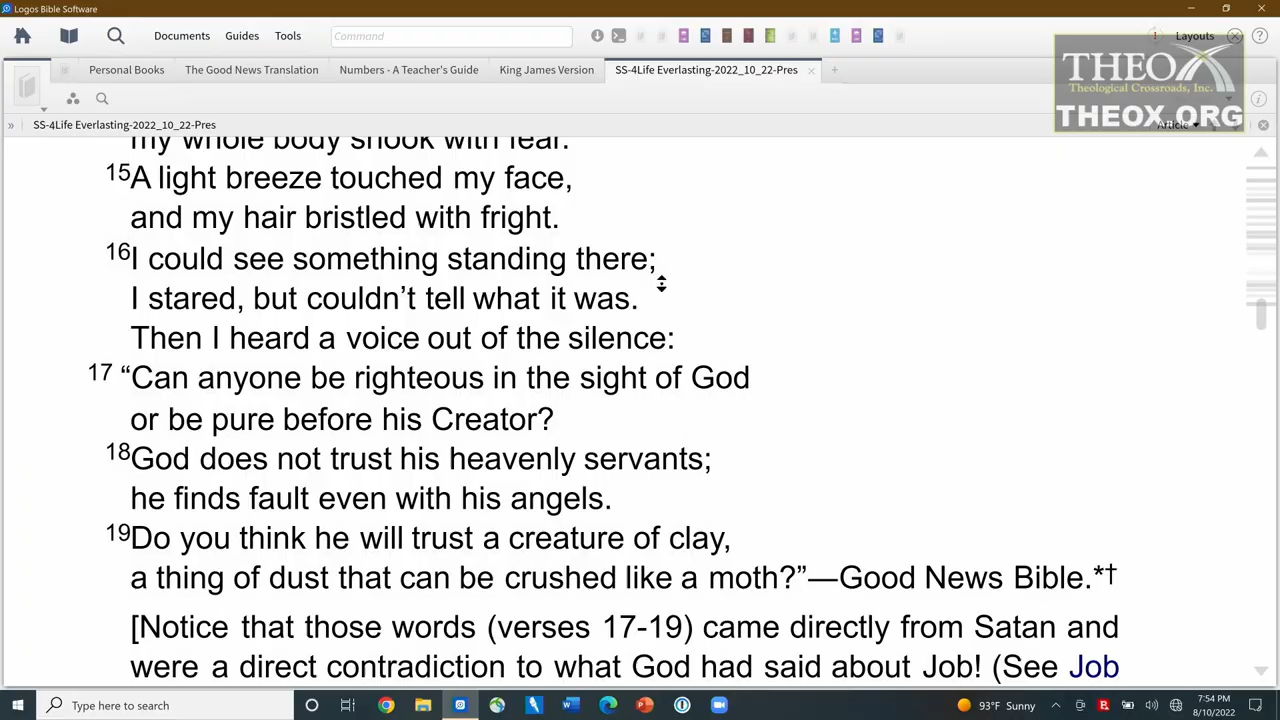 Logos Bible Software
Documents Guides Tools Command Layouts
THEOX
Theological Crossroads, Inc.
THEOX.ORG
Personal Books The Good News Translation Numbers - A Teacher's Guide King James Version SS-4Life Everlasting-2022_10_22-Pres
SS-4Life Everlasting-2022_10_22-Pres Article
my whole body shook with fear.
15A light breeze touched my face,
and my hair bristled with fright.
16I could see something standing there;
I stared, but couldn’t tell what it was.
Then I heard a voice out of the silence:
17 “Can anyone be righteous in the sight of God
or be pure before his Creator?
18God does not trust his heavenly servants;
he finds fault even with his angels.
19Do you think he will trust a creature of clay,
a thing of dust that can be crushed like a moth?”—Good News Bible.*†
[Notice that those words (verses 17-19) came directly from Satan and
were a direct contradiction to what God had said about Job! (See Job
Type here to search
93°F Sunny
7:54 PM
8/10/2022